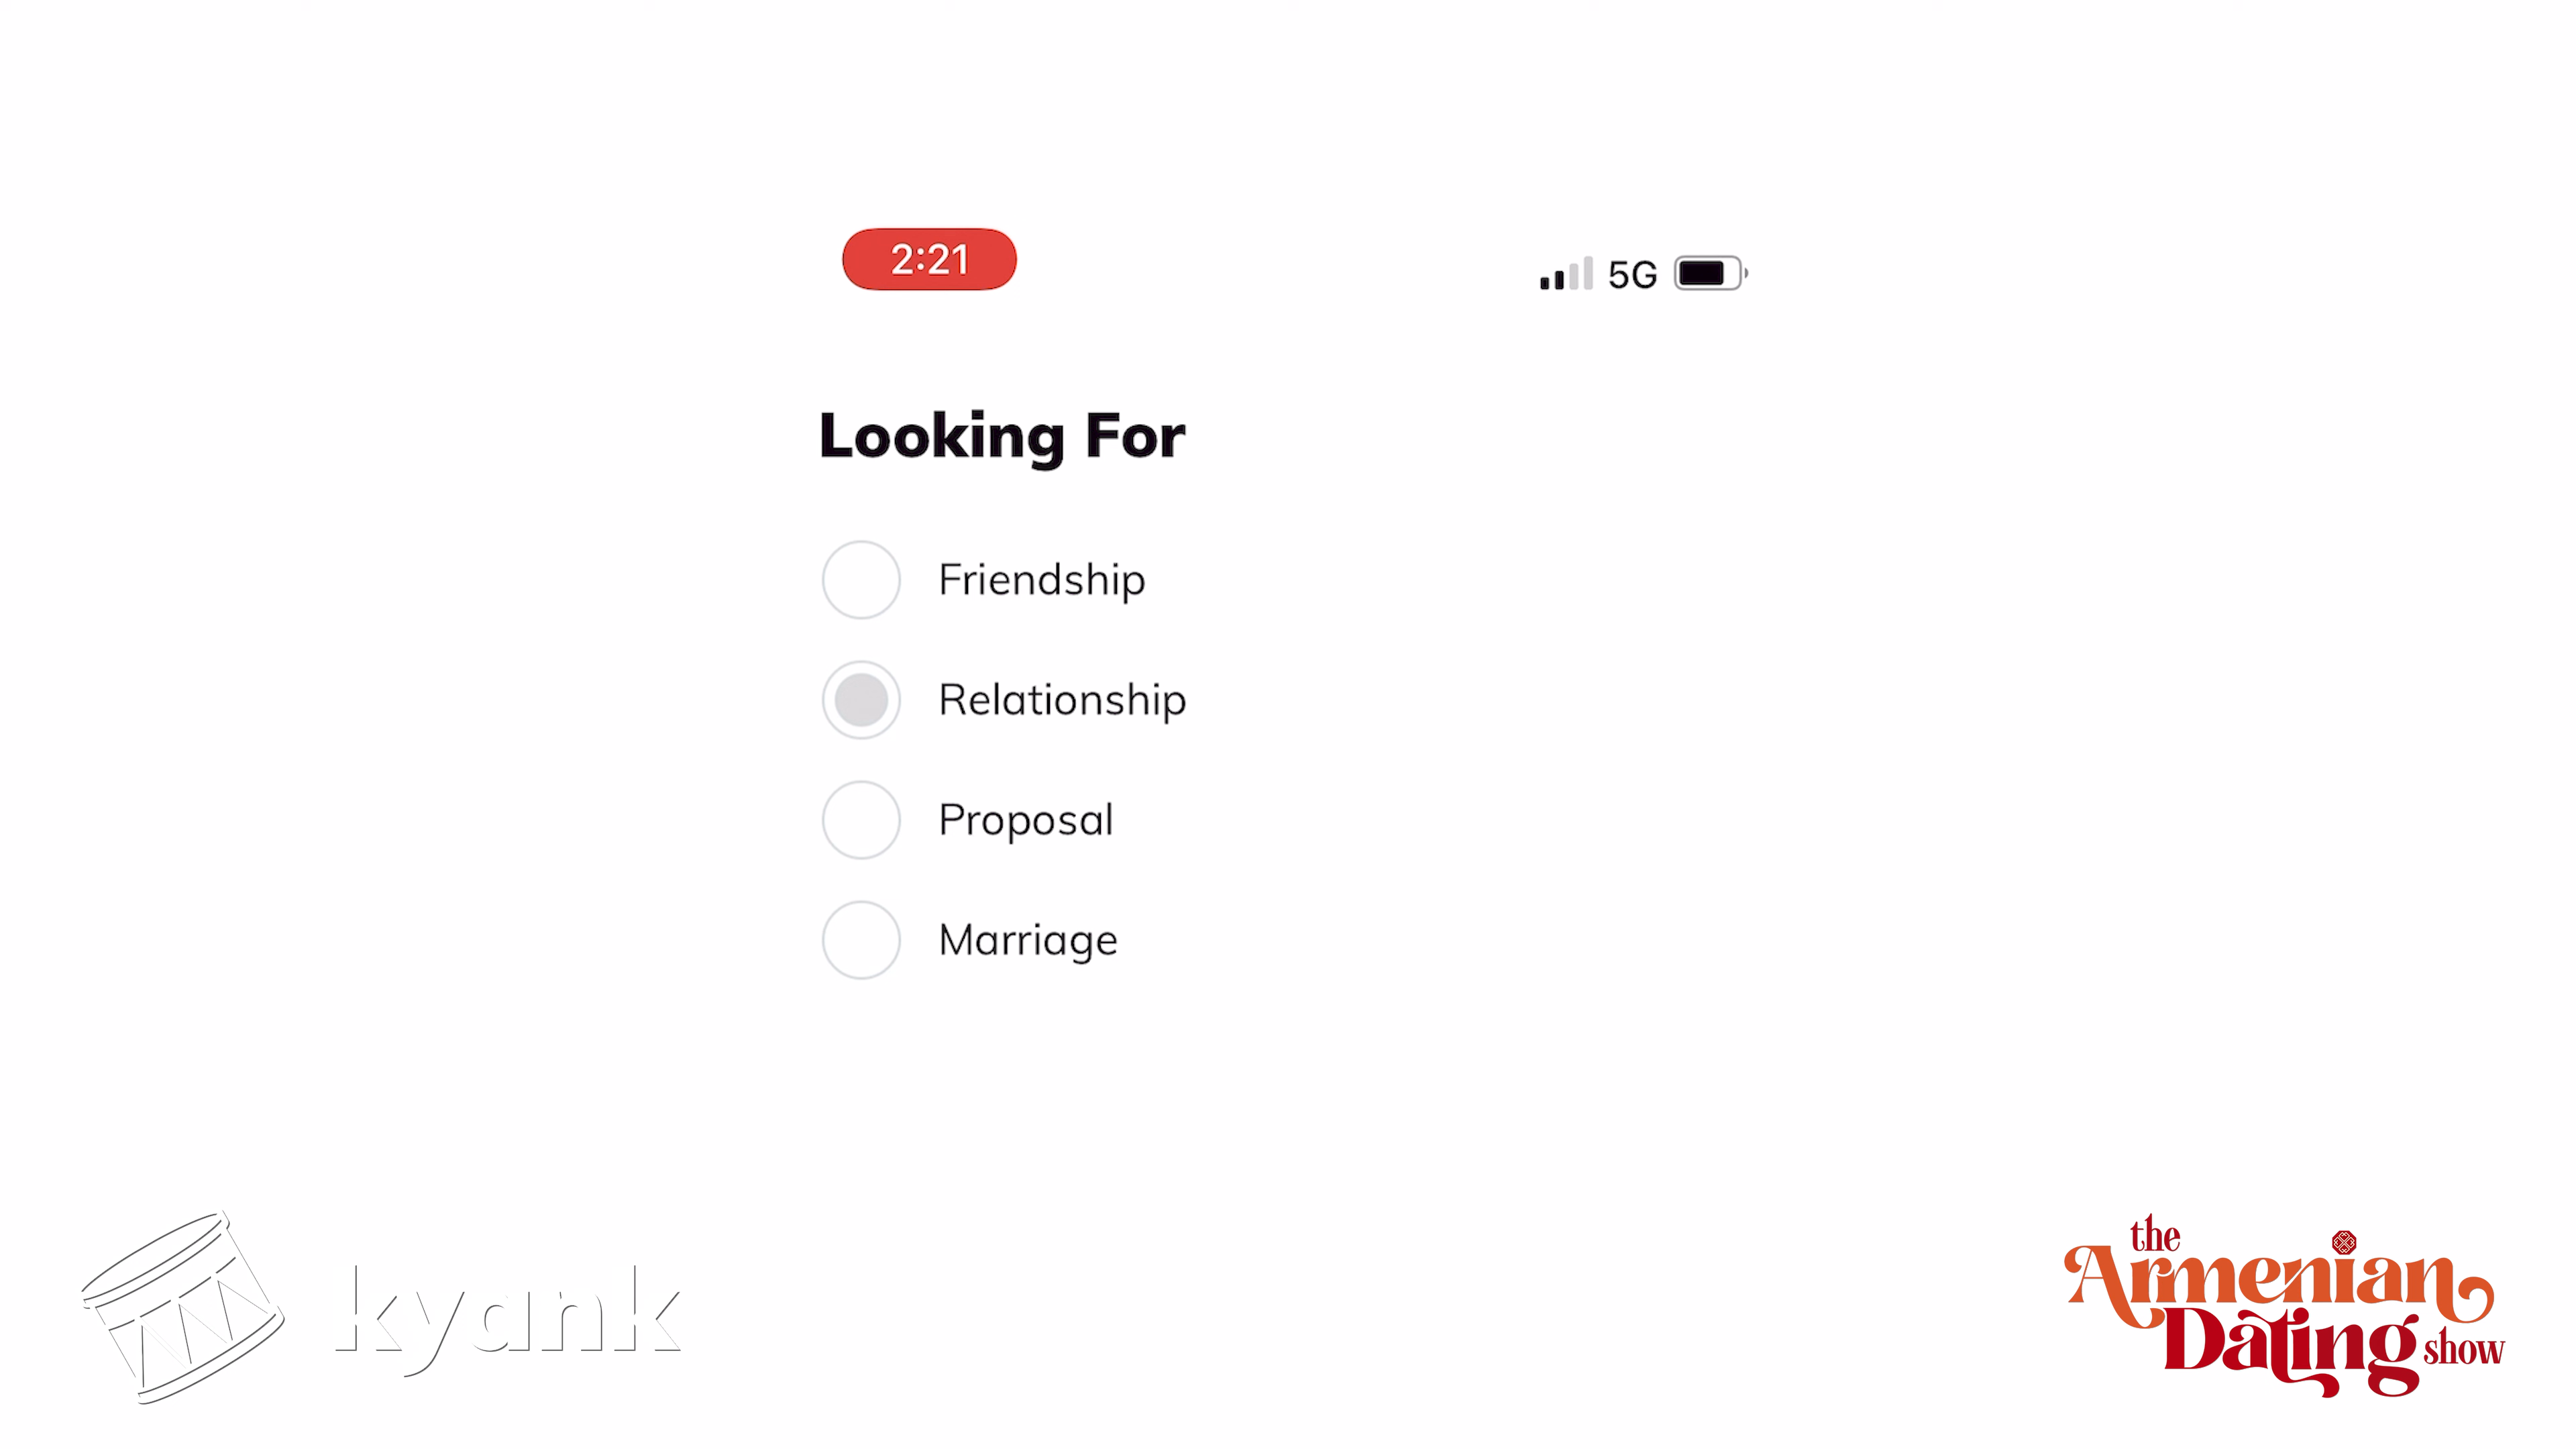 2:21
5G
Looking For
Friendship
Relationship
Proposal
Marriage
kyank
the
Armenian
Dating show